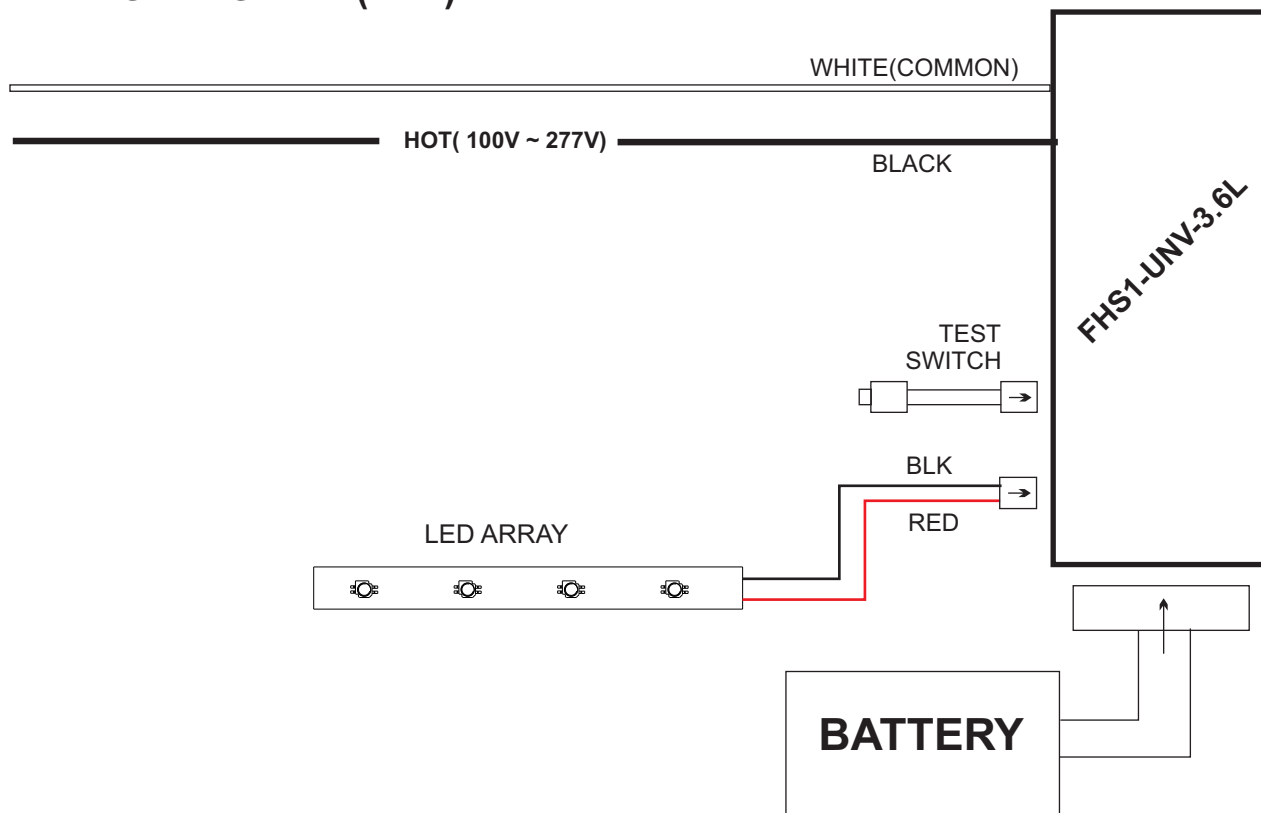 WHITE(COMMON)
HOT( 100V ~ 277V)
BLACK
FHS1-UNV-3.6L
TEST
SWITCH
BLK
RED
LED ARRAY
BATTERY